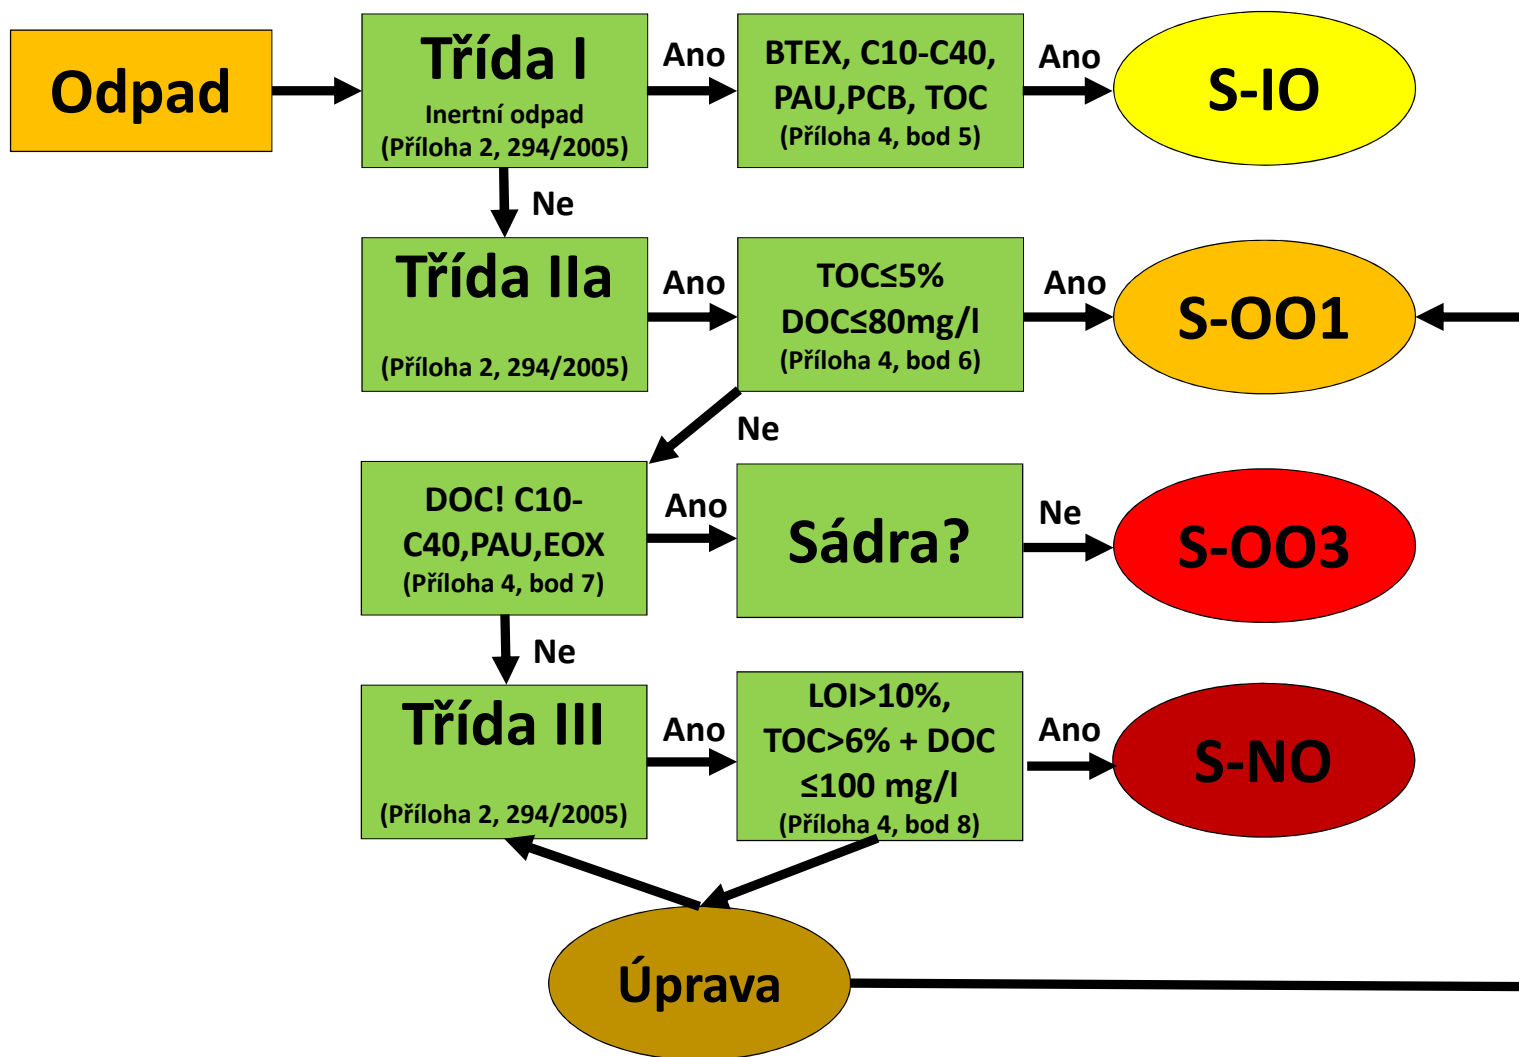 Odpad
Třída I
Inertní odpad
(Příloha 2, 294/2005)
Ano
BTEX, C10-C40,
PAU,PCB, TOC
(Příloha 4, bod 5)
Ano
S-IO
Ne
Třída IIa
(Příloha 2, 294/2005)
Ano
TOC≤5%
DOC≤80mg/l
(Příloha 4, bod 6)
Ano
S-OO1
Ne
DOC! C10-
C40,PAU,EOX
(Příloha 4, bod 7)
Ano
Sádra?
Ne
S-OO3
Ne
Třída III
(Příloha 2, 294/2005)
Ano
LOI>10%,
TOC>6% + DOC
≤100 mg/l
(Příloha 4, bod 8)
Ano
S-NO
Úprava